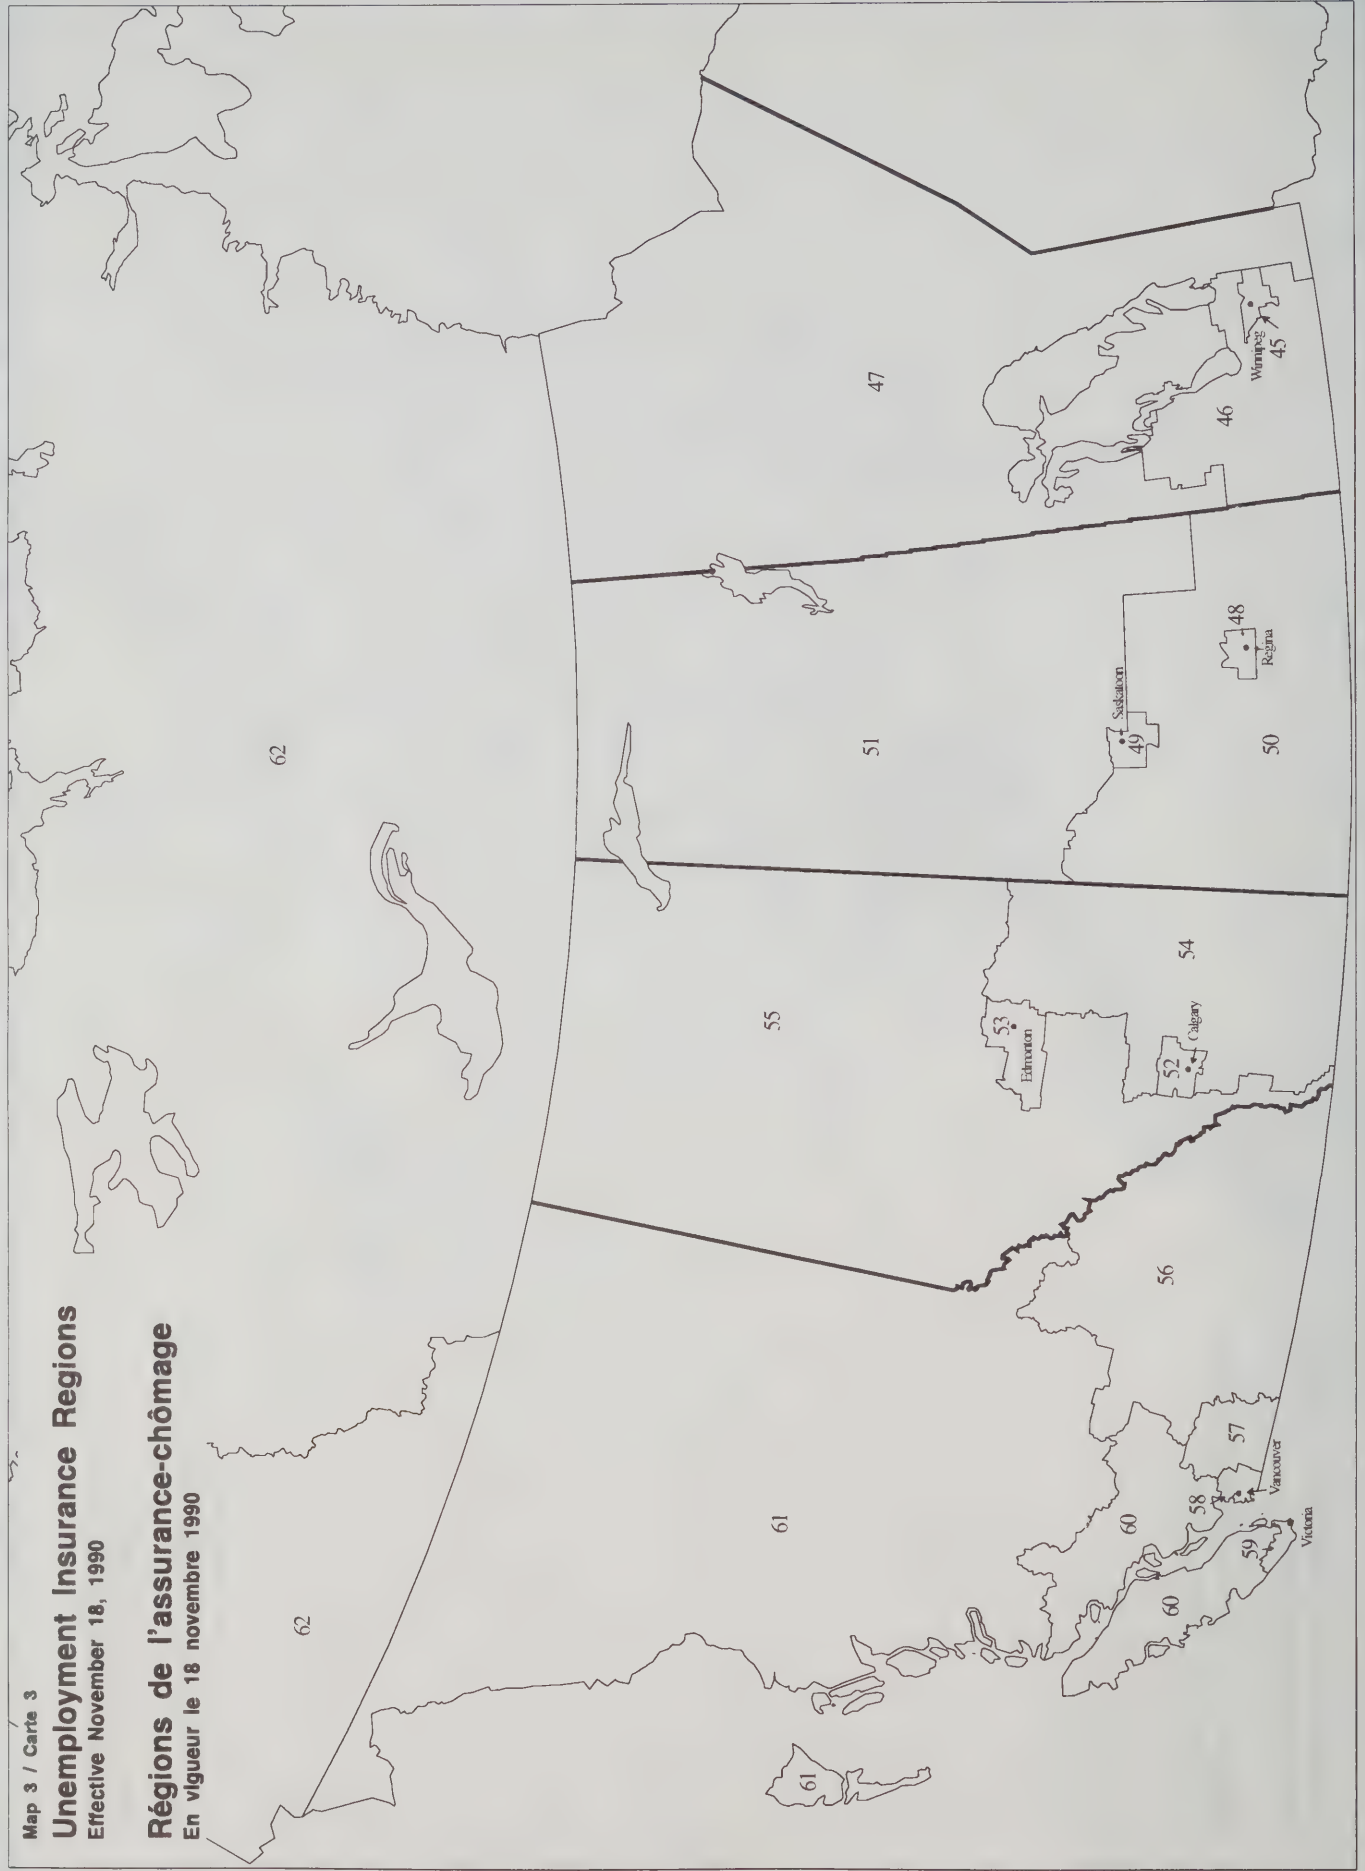 Map 3 / Carte 3
Unemployment Insurance Regions
Effective November 18, 1990
Régions de l'assurance-chômage
En vigueur le 18 novembre 1990
62
62
61
61
60
60
59
Victoria
58
Vancouver
57
56
55
53
Edmonton
52
Calgary
54
51
Saskatoon
49
50
48
Regina
47
46
Winnipeg
45